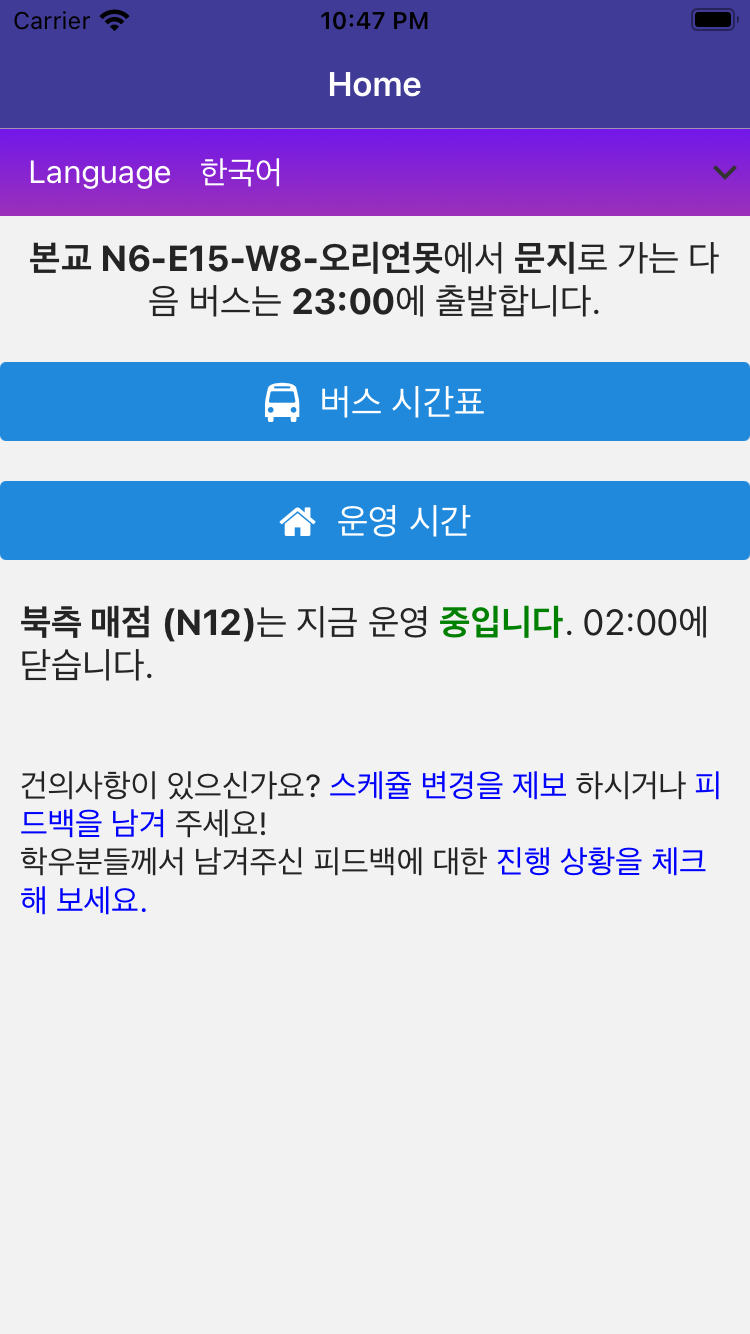 Carrier 10:47 PM
Home
Language 한국어
본교 N6-E15-W8-오리연못에서 문지로 가는 다
음 버스는 23:00에 출발합니다.
버스 시간표
운영 시간
북측 매점 (N12)는 지금 운영 중입니다. 02:00에
닫습니다.
건의사항이 있으신가요? 스케쥴 변경을 제보 하시거나 피
드백을 남겨 주세요!
학우분들께서 남겨주신 피드백에 대한 진행 상황을 체크
해 보세요.